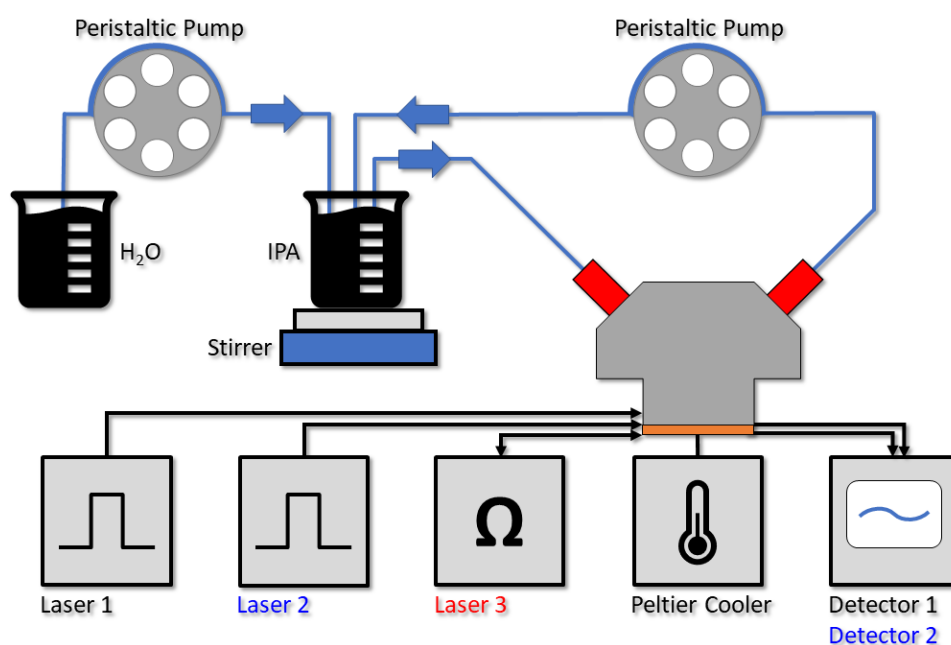 Peristaltic Pump
Peristaltic Pump
H₂O
IPA
Stirrer
Ω
Laser 1
Laser 2
Laser 3
Peltier Cooler
Detector 1
Detector 2